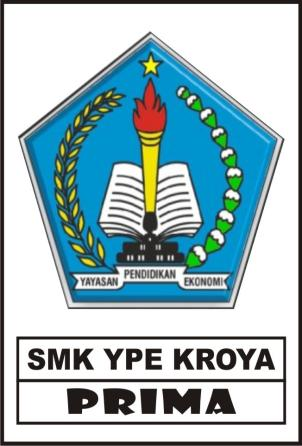 YAYASAN PENDIDIKAN EKONOMI
SMK YPE KROYA
PRIMA